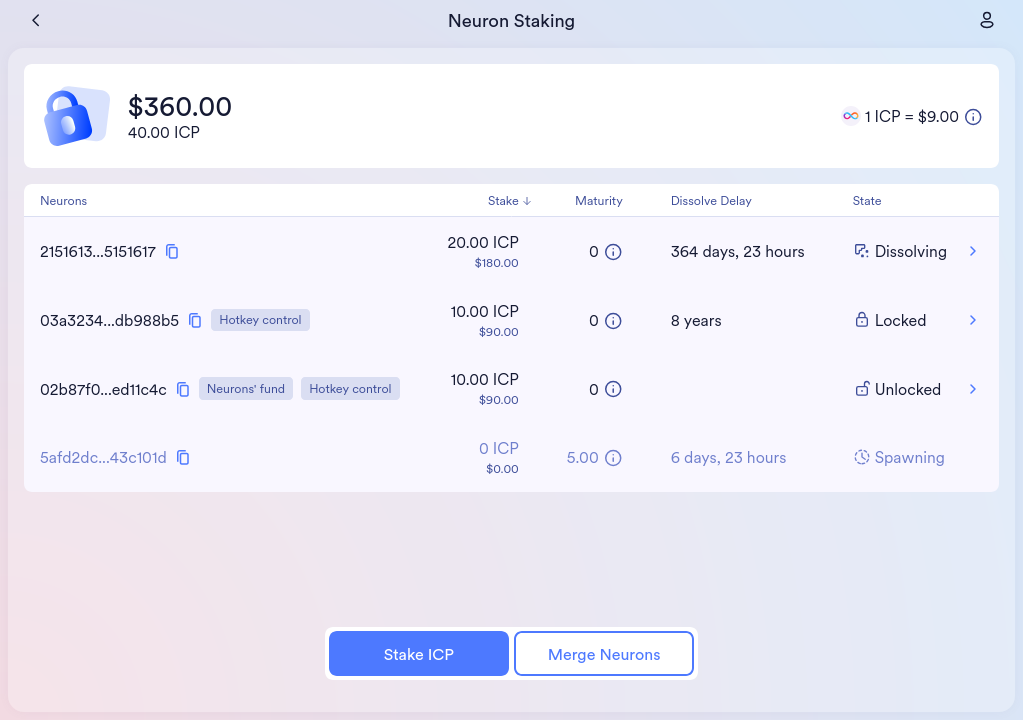 Neuron Staking
$360.00
40.00 ICP
1 ICP = $9.00
Neurons Stake Maturity Dissolve Delay State
2151613...5151617 20.00 ICP 0 364 days, 23 hours Dissolving
$180.00
03a3234...db988b5 Hotkey control 10.00 ICP 0 8 years Locked
$90.00
02b87f0...ed11c4c Neurons' fund Hotkey control 10.00 ICP 0 Unlocked
$90.00
5afd2dc...43c101d 0 ICP 5.00 6 days, 23 hours Spawning
$0.00
Stake ICP Merge Neurons